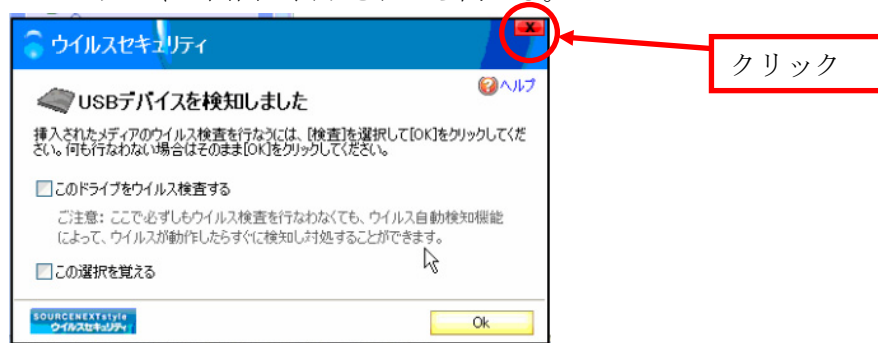 ウイルスセキュリティ
X
クリック
ヘルプ
USBデバイスを検知しました
挿入されたメディアのウイルス検査を行なうには、[検査]を選択して[OK]をクリックしてくだ
さい。何も行なわない場合はそのまま[OK]をクリックしてください。
このドライブをウイルス検査する
ご注意: ここで必ずしもウイルス検査を行なわなくても、ウイルス自動検知機能
によって、ウイルスが動作したらすぐに検知し対処することができます。
この選択を覚える
SOURCENEXTstyle
ウイルスセキュリティ
Ok